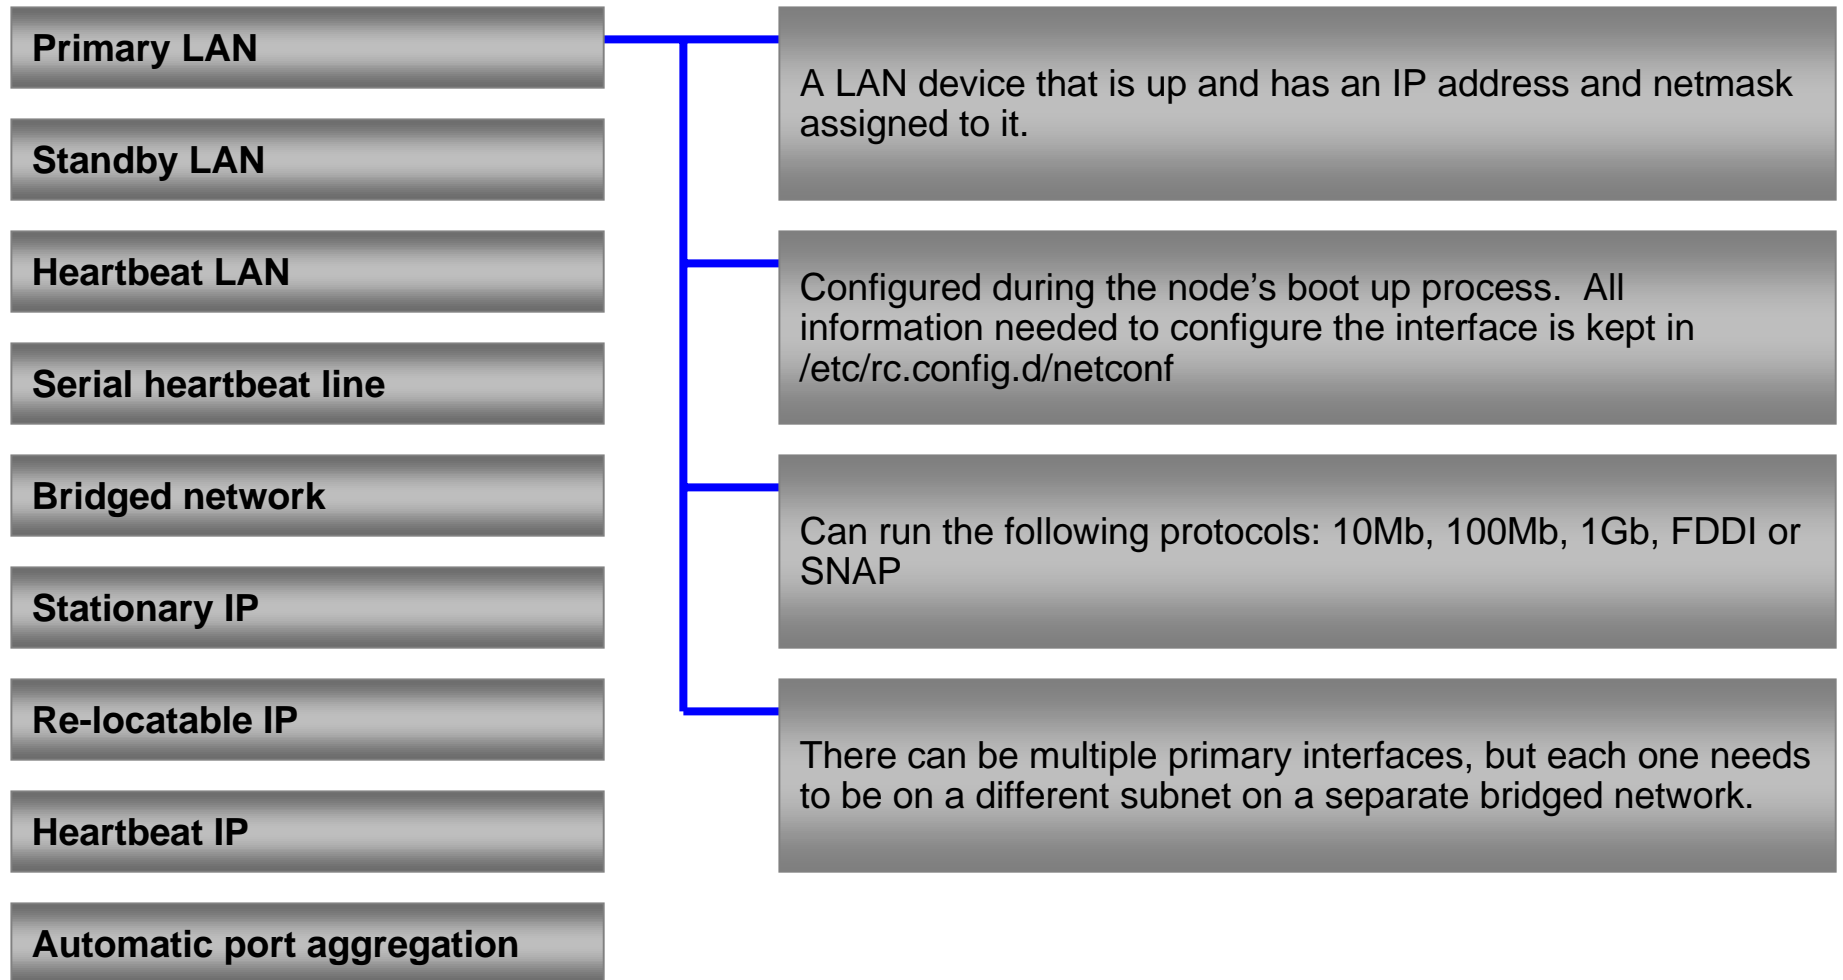 Primary LAN
Standby LAN
Heartbeat LAN
Serial heartbeat line
Bridged network
Stationary IP
Re-locatable IP
Heartbeat IP
Automatic port aggregation
A LAN device that is up and has an IP address and netmask
assigned to it.
Configured during the node’s boot up process.  All
information needed to configure the interface is kept in
/etc/rc.config.d/netconf
Can run the following protocols: 10Mb, 100Mb, 1Gb, FDDI or
SNAP
There can be multiple primary interfaces, but each one needs
to be on a different subnet on a separate bridged network.